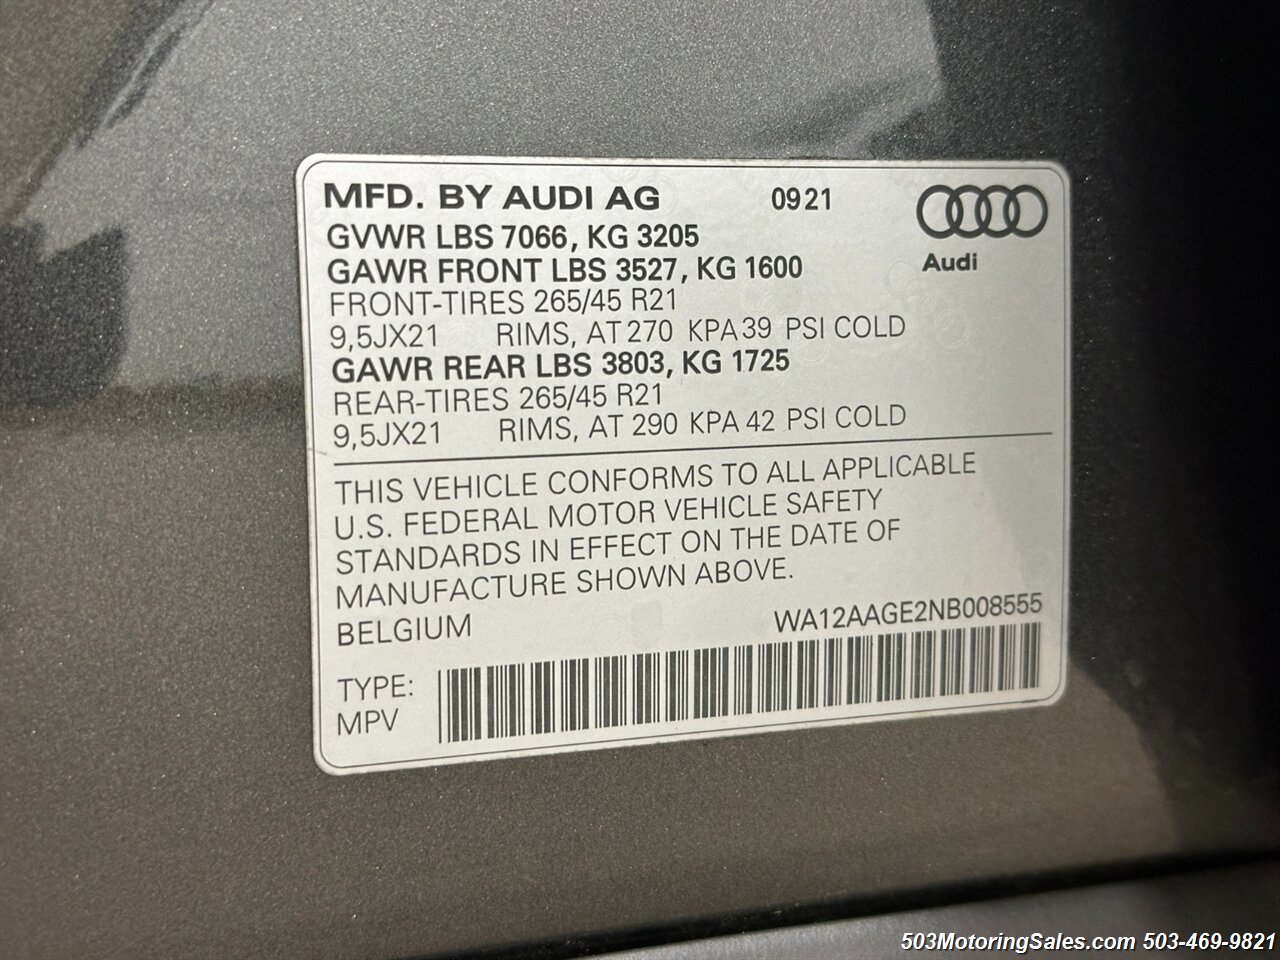 MFD. BY AUDI AG 0921
GVWR LBS 7066, KG 3205
GAWR FRONT LBS 3527, KG 1600
Audi
FRONT-TIRES 265/45 R21
9,5JX21 RIMS, AT 270 KPA 39 PSI COLD
GAWR REAR LBS 3803, KG 1725
REAR-TIRES 265/45 R21
9,5JX21 RIMS, AT 290 KPA 42 PSI COLD
THIS VEHICLE CONFORMS TO ALL APPLICABLE
U.S. FEDERAL MOTOR VEHICLE SAFETY
STANDARDS IN EFFECT ON THE DATE OF
MANUFACTURE SHOWN ABOVE.
BELGIUM WA12AAGE2NB008555
TYPE:
MPV
503MotoringSales.com 503-469-9821